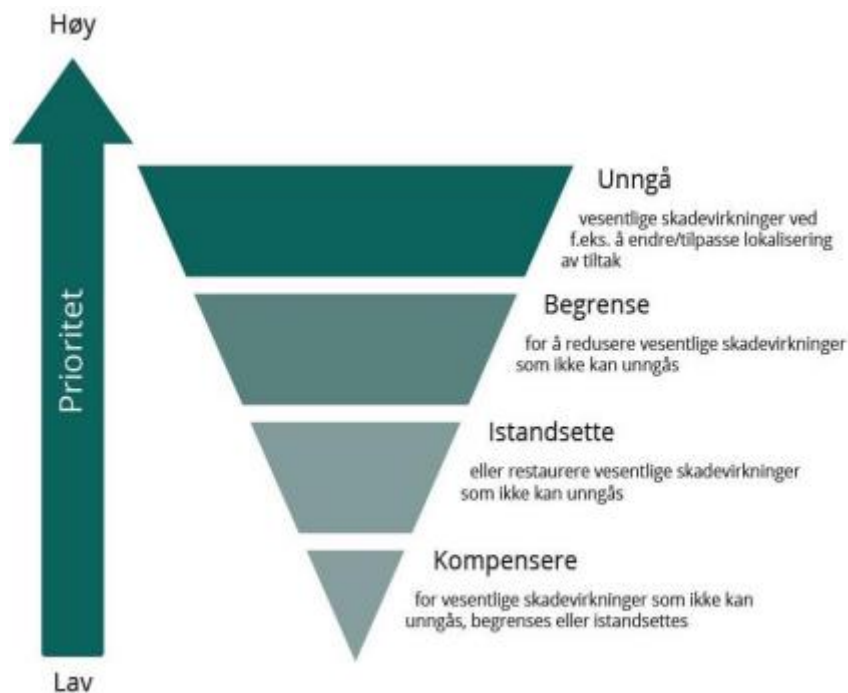 Høy
Prioritet
Unngå
vesentlige skadevirkninger ved
f.eks. å endre/tilpasse lokalisering
av tiltak
Begrense
for å redusere vesentlige skadevirkninger
som ikke kan unngås
Istandsette
eller restaurere vesentlige skadevirkninger
som ikke kan unngås
Kompensere
for vesentlige skadevirkninger som ikke kan
unngås, begrenses eller istandsettes
Lav